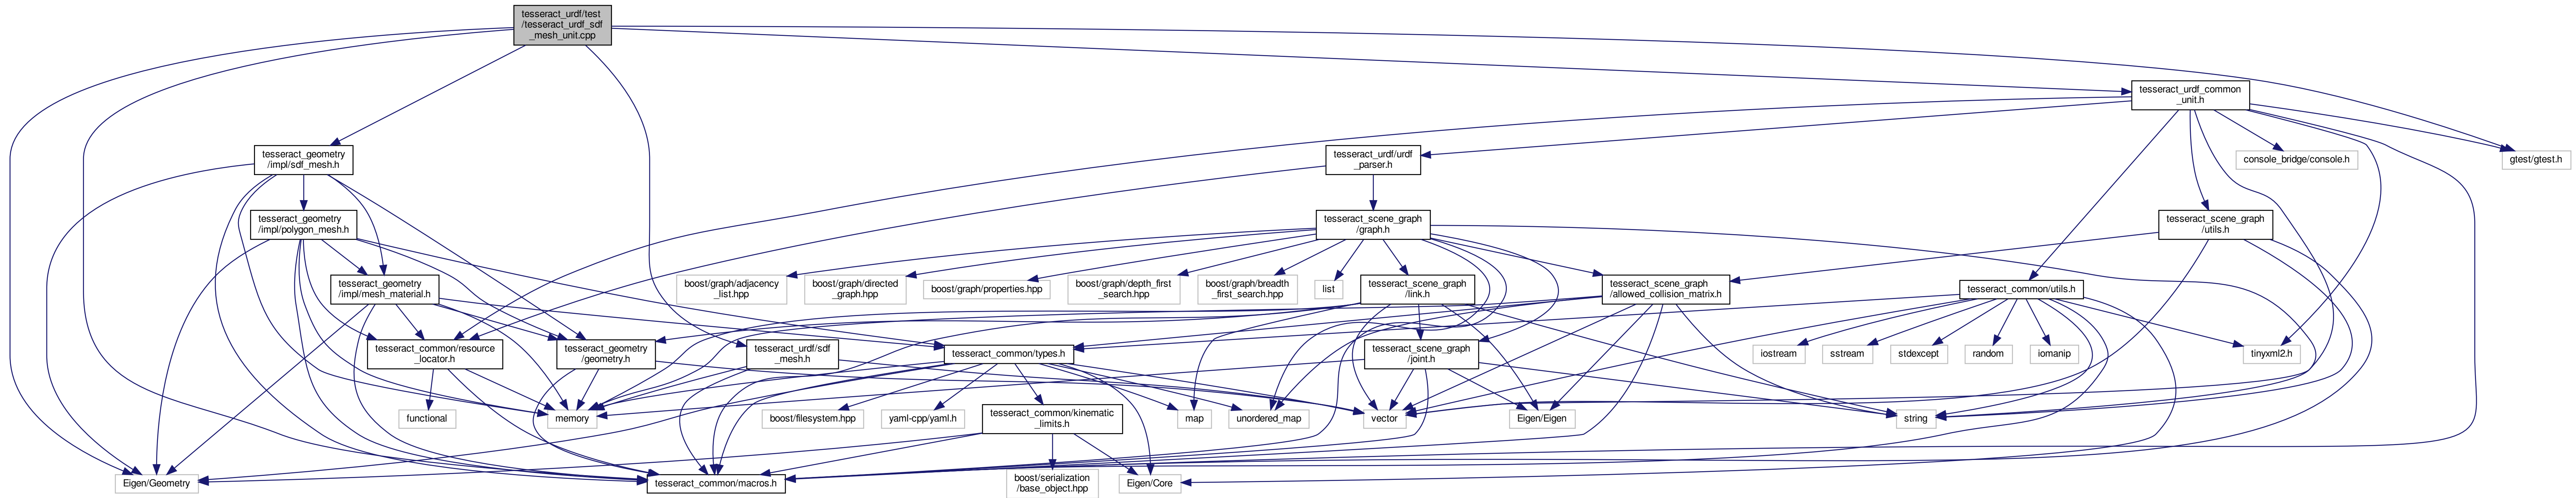 tesseract_urdf/test
/tesseract_urdf_sdf
_mesh_unit.cpp
tesseract_urdf_common
_unit.h
tesseract_geometry
/impl/sdf_mesh.h
tesseract_urdf/urdf
_parser.h
console_bridge/console.h
gtest/gtest.h
tesseract_geometry
/impl/polygon_mesh.h
tesseract_scene_graph
/graph.h
tesseract_scene_graph
/utils.h
tesseract_geometry
/impl/mesh_material.h
boost/graph/adjacency
_list.hpp
boost/graph/directed
_graph.hpp
boost/graph/properties.hpp
boost/graph/depth_first
_search.hpp
boost/graph/breadth
_first_search.hpp
list
tesseract_scene_graph
/link.h
tesseract_scene_graph
/allowed_collision_matrix.h
tesseract_common/utils.h
tesseract_common/resource
_locator.h
tesseract_geometry
/geometry.h
tesseract_urdf/sdf
_mesh.h
tesseract_common/types.h
tesseract_scene_graph
/joint.h
iostream
sstream
stdexcept
random
iomanip
tinyxml2.h
functional
memory
boost/filesystem.hpp
yaml-cpp/yaml.h
tesseract_common/kinematic
_limits.h
map
unordered_map
vector
Eigen/Eigen
string
Eigen/Geometry
tesseract_common/macros.h
boost/serialization
/base_object.hpp
Eigen/Core